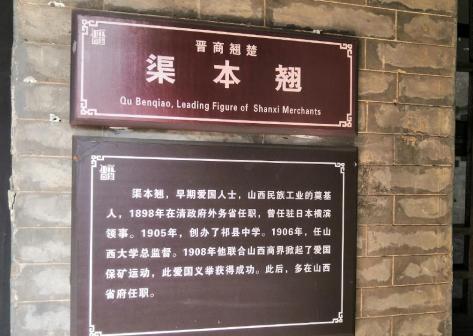 晋商翘楚
渠本翘
Qu Benqiao, Leading Figure of Shanxi Merchants
渠本翘，早期爱国人士，山西民族工业的奠基
人，1898年在清政府外务省任职，曾任驻日本横滨
领事。1905年，创办了祁县中学。1906年，任山
西大学总监督。1908年他联合山西商界掀起了爱国
保矿运动，此爱国义举获得成功。此后，多在山西
省府任职．